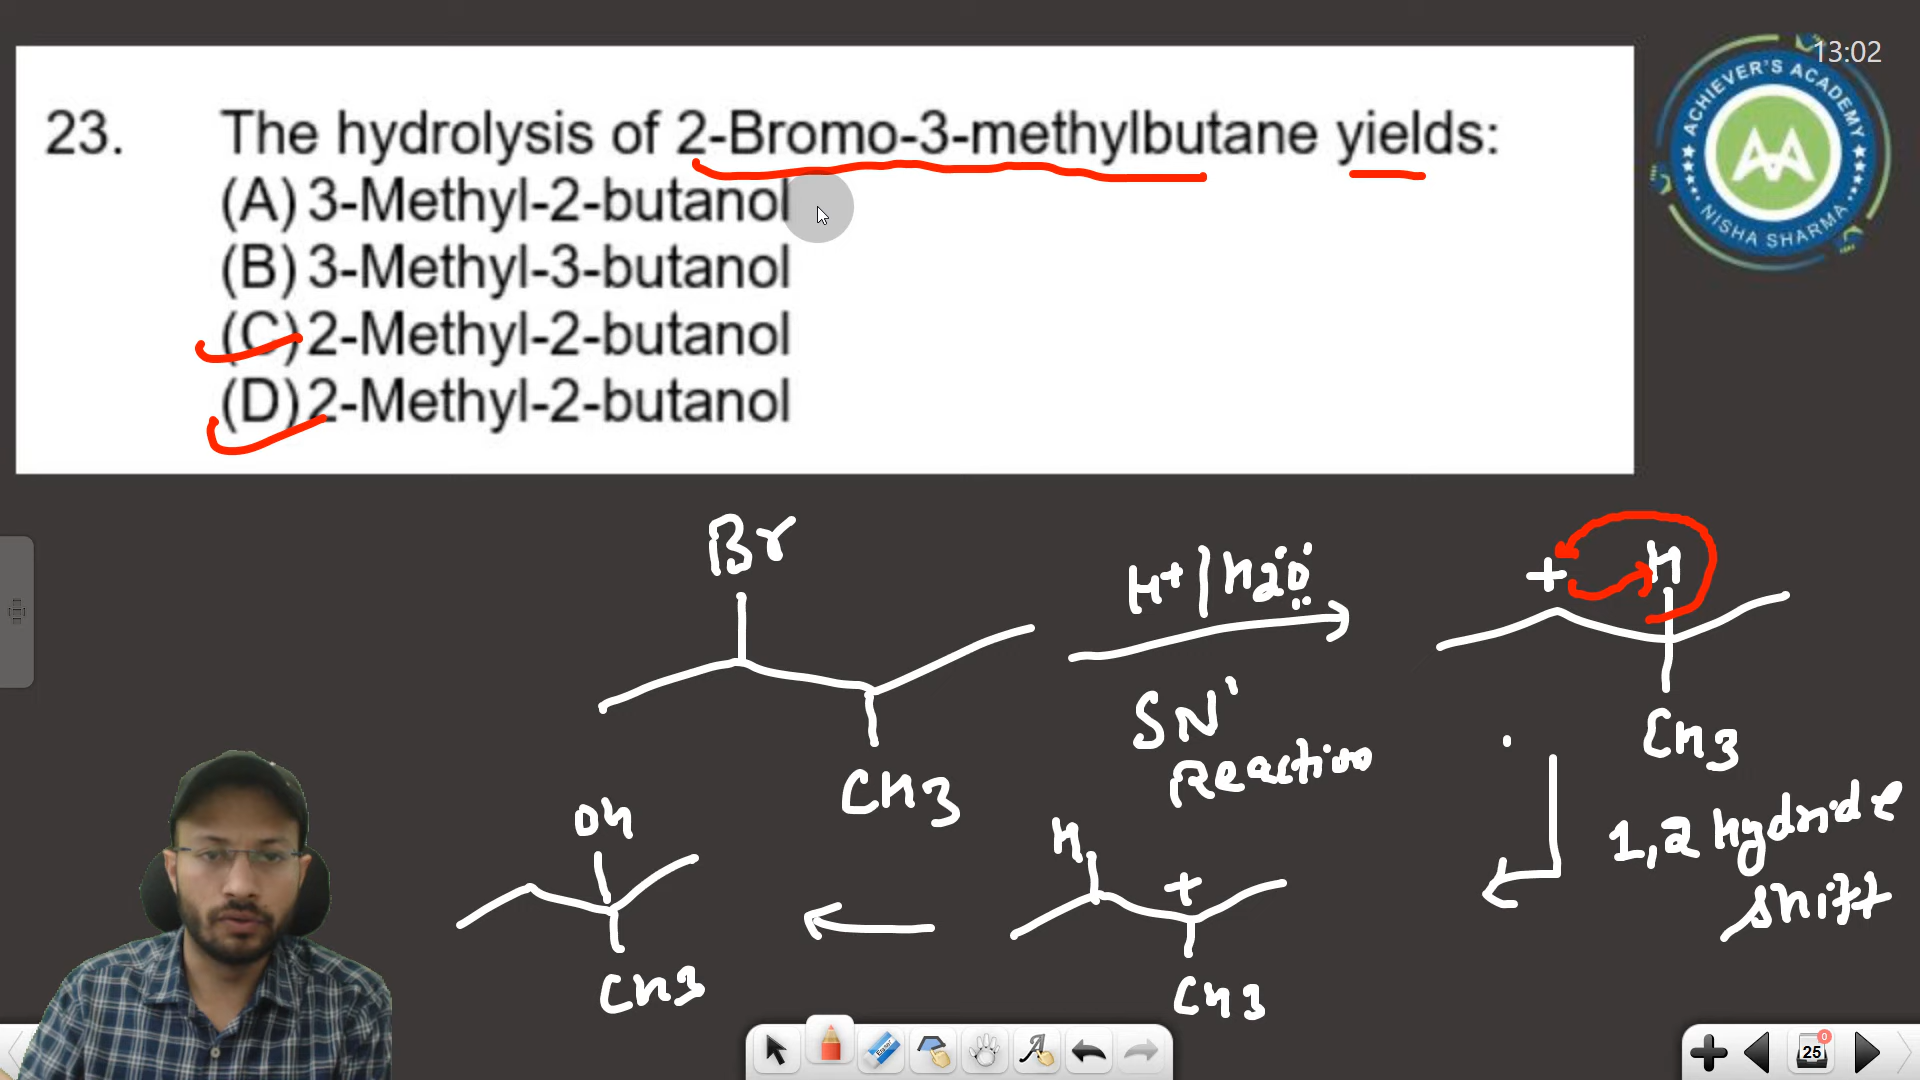 13:02
ACHIEVER'S ACADEMY
NISHA SHARMA
23. The hydrolysis of 2-Bromo-3-methylbutane yields:
(A) 3-Methyl-2-butanol
(B) 3-Methyl-3-butanol
(C) 2-Methyl-2-butanol
(D) 2-Methyl-2-butanol
Br
H+ | H2O
+ H
SN1
Reaction
CH3
CH3
1,2 hydride
shift
OH
H
+
CH3
CH3
Eraser
A
25
0